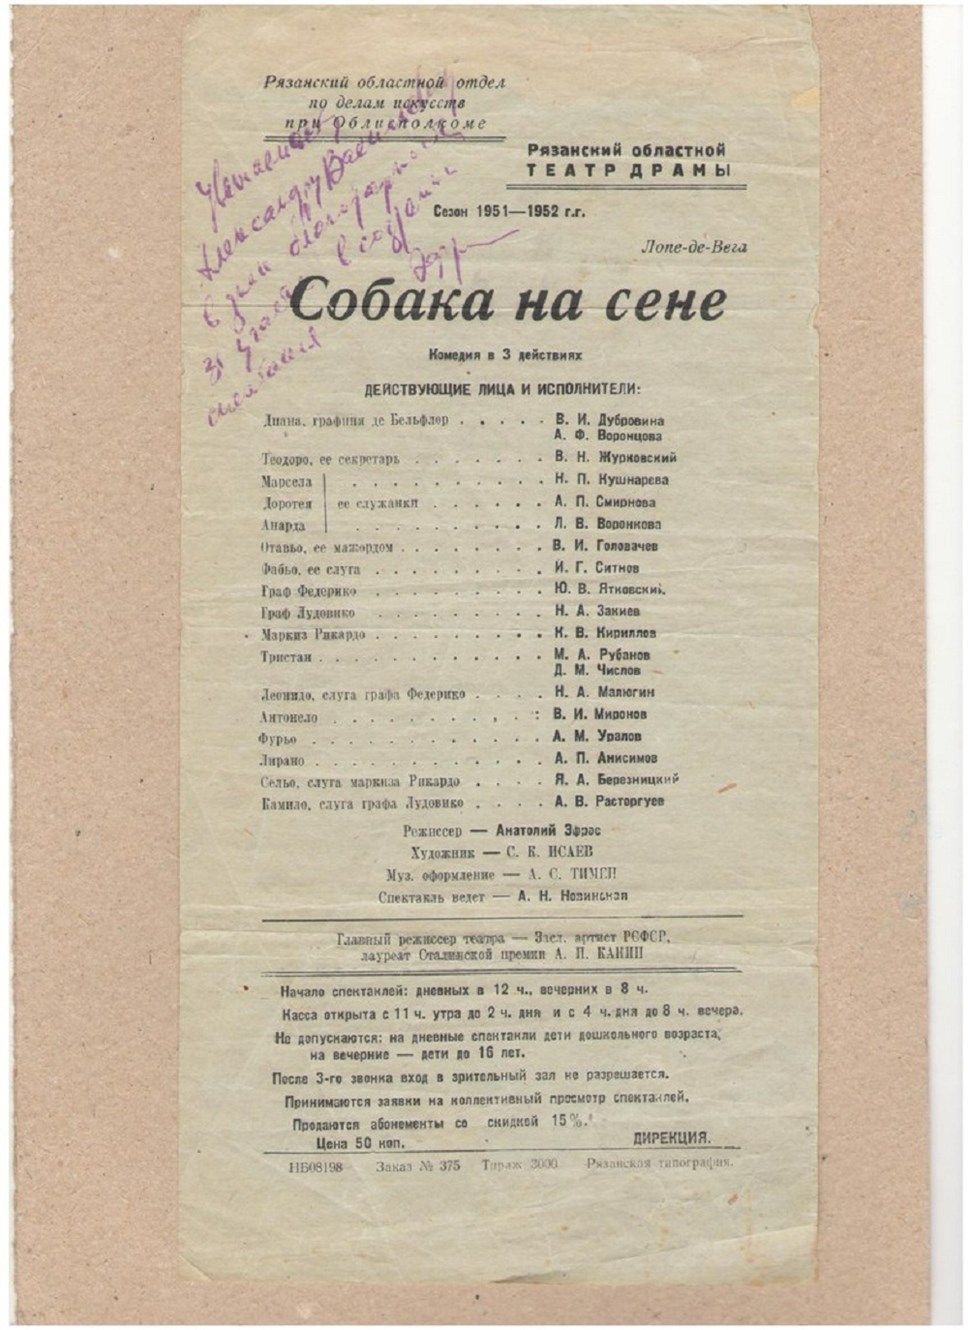 Рязанский областной отдел
по делам искусств
при Облисполкоме
Рязанский областной
ТЕАТР ДРАМЫ
Сезон 1951—1952 г.г.
Александру Васильевичу
Лопе-де-Вега
Собака на сене
Комедия в 3 действиях
ДЕЙСТВУЮЩИЕ ЛИЦА И ИСПОЛНИТЕЛИ:
Диана, графиня де Бельфлор . . . . . В. И. Дубровина
А. Ф. Воронцова
Теодоро, ее секретарь . . . . . . . В. Н. Журковский
Марсела . . . . . . . . . . Н. П. Кушнарева
Доротея ее служанки . . . . . . А. П. Смирнова
Анарда . . . . . . . . . . Л. В. Воронкова
Отавьо, ее мажордом . . . . . . . . В. И. Головачев
Фабьо, ее слуга . . . . . . . . . И. Г. Ситнов
Граф Федерико . . . . . . . . . Ю. В. Ятковский.
Граф Лудовико . . . . . . . . Н. А. Закиев
Маркиз Рикардо . . . . . . . . . К. В. Кириллов
Тристан . . . . . . . . . . . . М. А. Рубанов
Д. М. Числов
Леонидо, слуга графа Федерико . . . . Н. А. Малюгин
Антонело . . . . . . . . . . : В. И. Миронов
Фурьо . . . . . . . . . . . . А. М. Уралов
Лирано . . . . . . . . . . . . А. П. Анисимов
Сельо, слуга маркиза Рикардо . . . . Я. А. Березницкий
Камило, слуга графа Лудовико . . . . А. В. Расторгуев
Режиссер — Анатолий Эфрос
Художник — С. К. ИСАЕВ
Муз. оформление — А. С. ТИМЕН
Спектакль ведет — А. Н. Новинская
Главный режиссер театра — Засл. артист РСФСР,
лауреат Сталинской премии А. И. КАНИН
Начало спектаклей: дневных в 12 ч., вечерних в 8 ч.
Касса открыта с 11 ч. утра до 2 ч. дня и с 4 ч. дня до 8 ч. вечера.
Не допускаются: на дневные спектакли дети дошкольного возраста,
на вечерние — дети до 16 лет.
После 3-го звонка вход в зрительный зал не разрешается.
Принимаются заявки на коллективный просмотр спектаклей.
Продаются абонементы со скидкой 15%.
Цена 50 коп. ДИРЕКЦИЯ.
НБ08198 Заказ № 375 Тираж 3000 Рязанская типография.